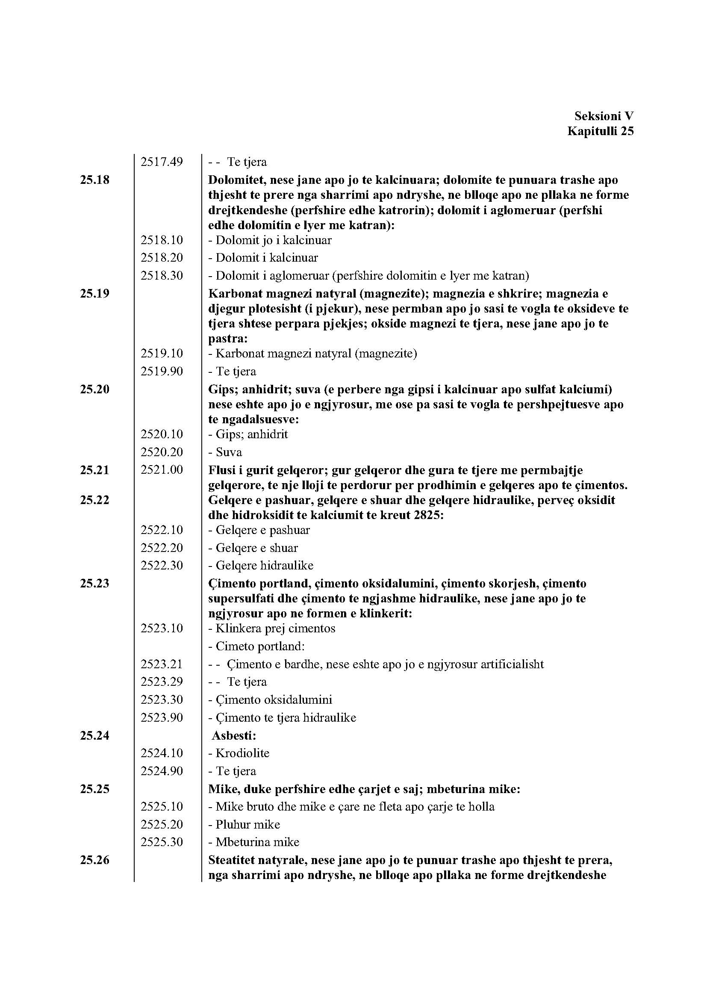 Seksioni V
Kapitulli 25
2517.49 - - Te tjera
25.18 Dolomitet, nese jane apo jo te kalcinuara; dolomite te punuara trashe apo
thjesht te prere nga sharrimi apo ndryshe, ne blloqe apo ne pllaka ne forme
drejtkendeshe (perfshire edhe katrorin); dolomit i aglomeruar (perfshi
edhe dolomitin e lyer me katran):
2518.10 - Dolomit jo i kalcinuar
2518.20 - Dolomit i kalcinuar
2518.30 - Dolomit i aglomeruar (perfshire dolomitin e lyer me katran)
25.19 Karbonat magnezi natyral (magnezite); magnezia e shkrire; magnezia e
djegur plotesisht (i pjekur), nese permban apo jo sasi te vogla te oksideve te
tjera shtese perpara pjekjes; okside magnezi te tjera, nese jane apo jo te
pastra:
2519.10 - Karbonat magnezi natyral (magnezite)
2519.90 - Te tjera
25.20 Gips; anhidrit; suva (e perbere nga gipsi i kalcinuar apo sulfat kalciumi)
nese eshte apo jo e ngjyrosur, me ose pa sasi te vogla te pershpejtuesve apo
te ngadalsuesve:
2520.10 - Gips; anhidrit
2520.20 - Suva
25.21 2521.00 Flusi i gurit gelqeror; gur gelqeror dhe gura te tjere me permbajtje
gelqerore, te nje lloji te perdorur per prodhimin e gelqeres apo te çimentos.
25.22 Gelqere e pashuar, gelqere e shuar dhe gelqere hidraulike, perveç oksidit
dhe hidroksidit te kalciumit te kreut 2825:
2522.10 - Gelqere e pashuar
2522.20 - Gelqere e shuar
2522.30 - Gelqere hidraulike
25.23 Çimento portland, çimento oksidalumini, çimento skorjesh, çimento
supersulfati dhe çimento te ngjashme hidraulike, nese jane apo jo te
ngjyrosur apo ne formen e klinkerit:
2523.10 - Klinkera prej cimentos
- Cimeto portland:
2523.21 - - Çimento e bardhe, nese eshte apo jo e ngjyrosur artificialisht
2523.29 - - Te tjera
2523.30 - Çimento oksidalumini
2523.90 - Çimento te tjera hidraulike
25.24 Asbesti:
2524.10 - Krodiolite
2524.90 - Te tjera
25.25 Mike, duke perfshire edhe çarjet e saj; mbeturina mike:
2525.10 - Mike bruto dhe mike e çare ne fleta apo çarje te holla
2525.20 - Pluhur mike
2525.30 - Mbeturina mike
25.26 Steatitet natyrale, nese jane apo jo te punuar trashe apo thjesht te prera,
nga sharrimi apo ndryshe, ne blloqe apo pllaka ne forme drejtkendeshe